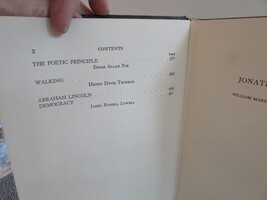 2 CONTENTS
PAGE
THE POETIC PRINCIPLE
EDGAR ALLAN POE
WALKING
HENRY DAVID THOREAU
ABRAHAM LINCOLN
DEMOCRACY
JAMES RUSSELL LOWELL
JONAT
WILLIAM MAKE